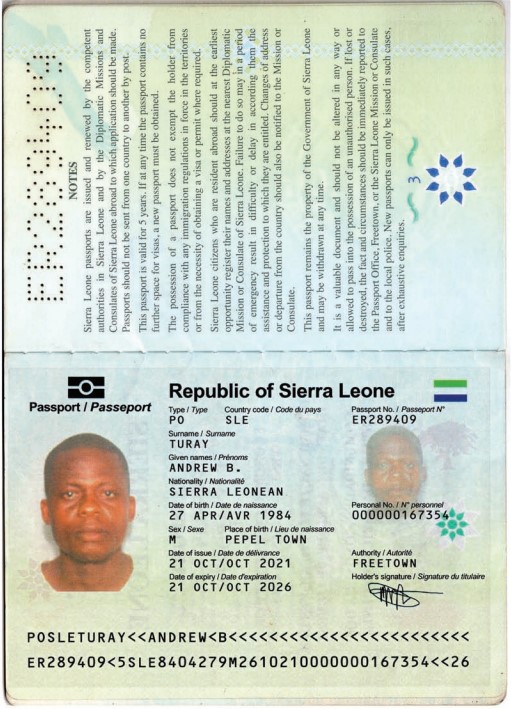 ER289409
NOTES
Sierra Leone passports are issued and renewed by the competent
authorities in Sierra Leone and by the Diplomatic Missions and
Consulates of Sierra Leone abroad to which application should be made.
Passports should not be sent from one country to another by post.
This passport is valid for 5 years. If at any time the passport contains no
further space for visas, a new passport must be obtained.
The possession of a passport does not exempt the holder from
compliance with any immigration regulations in force in the territories
or from the necessity of obtaining a visa or permit where required.
Sierra Leone citizens who are resident abroad should at the earliest
opportunity register their names and addresses at the nearest Diplomatic
Mission or Consulate of Sierra Leone. Failure to do so may in a period
of emergency result in difficulty or delay in according them the
assistance and protection to which they are entitled. Changes of address
or departure from the country should also be notified to the Mission or
Consulate.
This passport remains the property of the Government of Sierra Leone
and may be withdrawn at any time.
It is a valuable document and should not be altered in any way or
allowed to pass into the possession of an unauthorised person. If lost or
destroyed, the fact and circumstances should be immediately reported to
the Passport Office, Freetown, or the Sierra Leone Mission or Consulate
and to the local police. New passports can only be issued in such cases,
after exhaustive enquiries.
3
Republic of Sierra Leone
Passport / Passeport
Type / Type Country code / Code du pays Passport No. / Passeport N°
PO SLE ER289409
Surname / Surname
TURAY
Given names / Prénoms
ANDREW B.
Nationality / Nationalité
SIERRA LEONEAN
Date of birth / Date de naissance Personal No. / N° personnel
27 APR/AVR 1984 000000167354
Sex / Sexe Place of birth / Lieu de naissance
M PEPEL TOWN
Date of issue / Date de délivrance Authority / Autorité
21 OCT/OCT 2021 FREETOWN
Date of expiry / Date d'expiration Holder's signature / Signature du titulaire
21 OCT/OCT 2026
POSLETURAY<<ANDREW<B<<<<<<<<<<<<<<<<<<<<<<<<
ER289409<5SLE8404279M2610210000000167354<<26